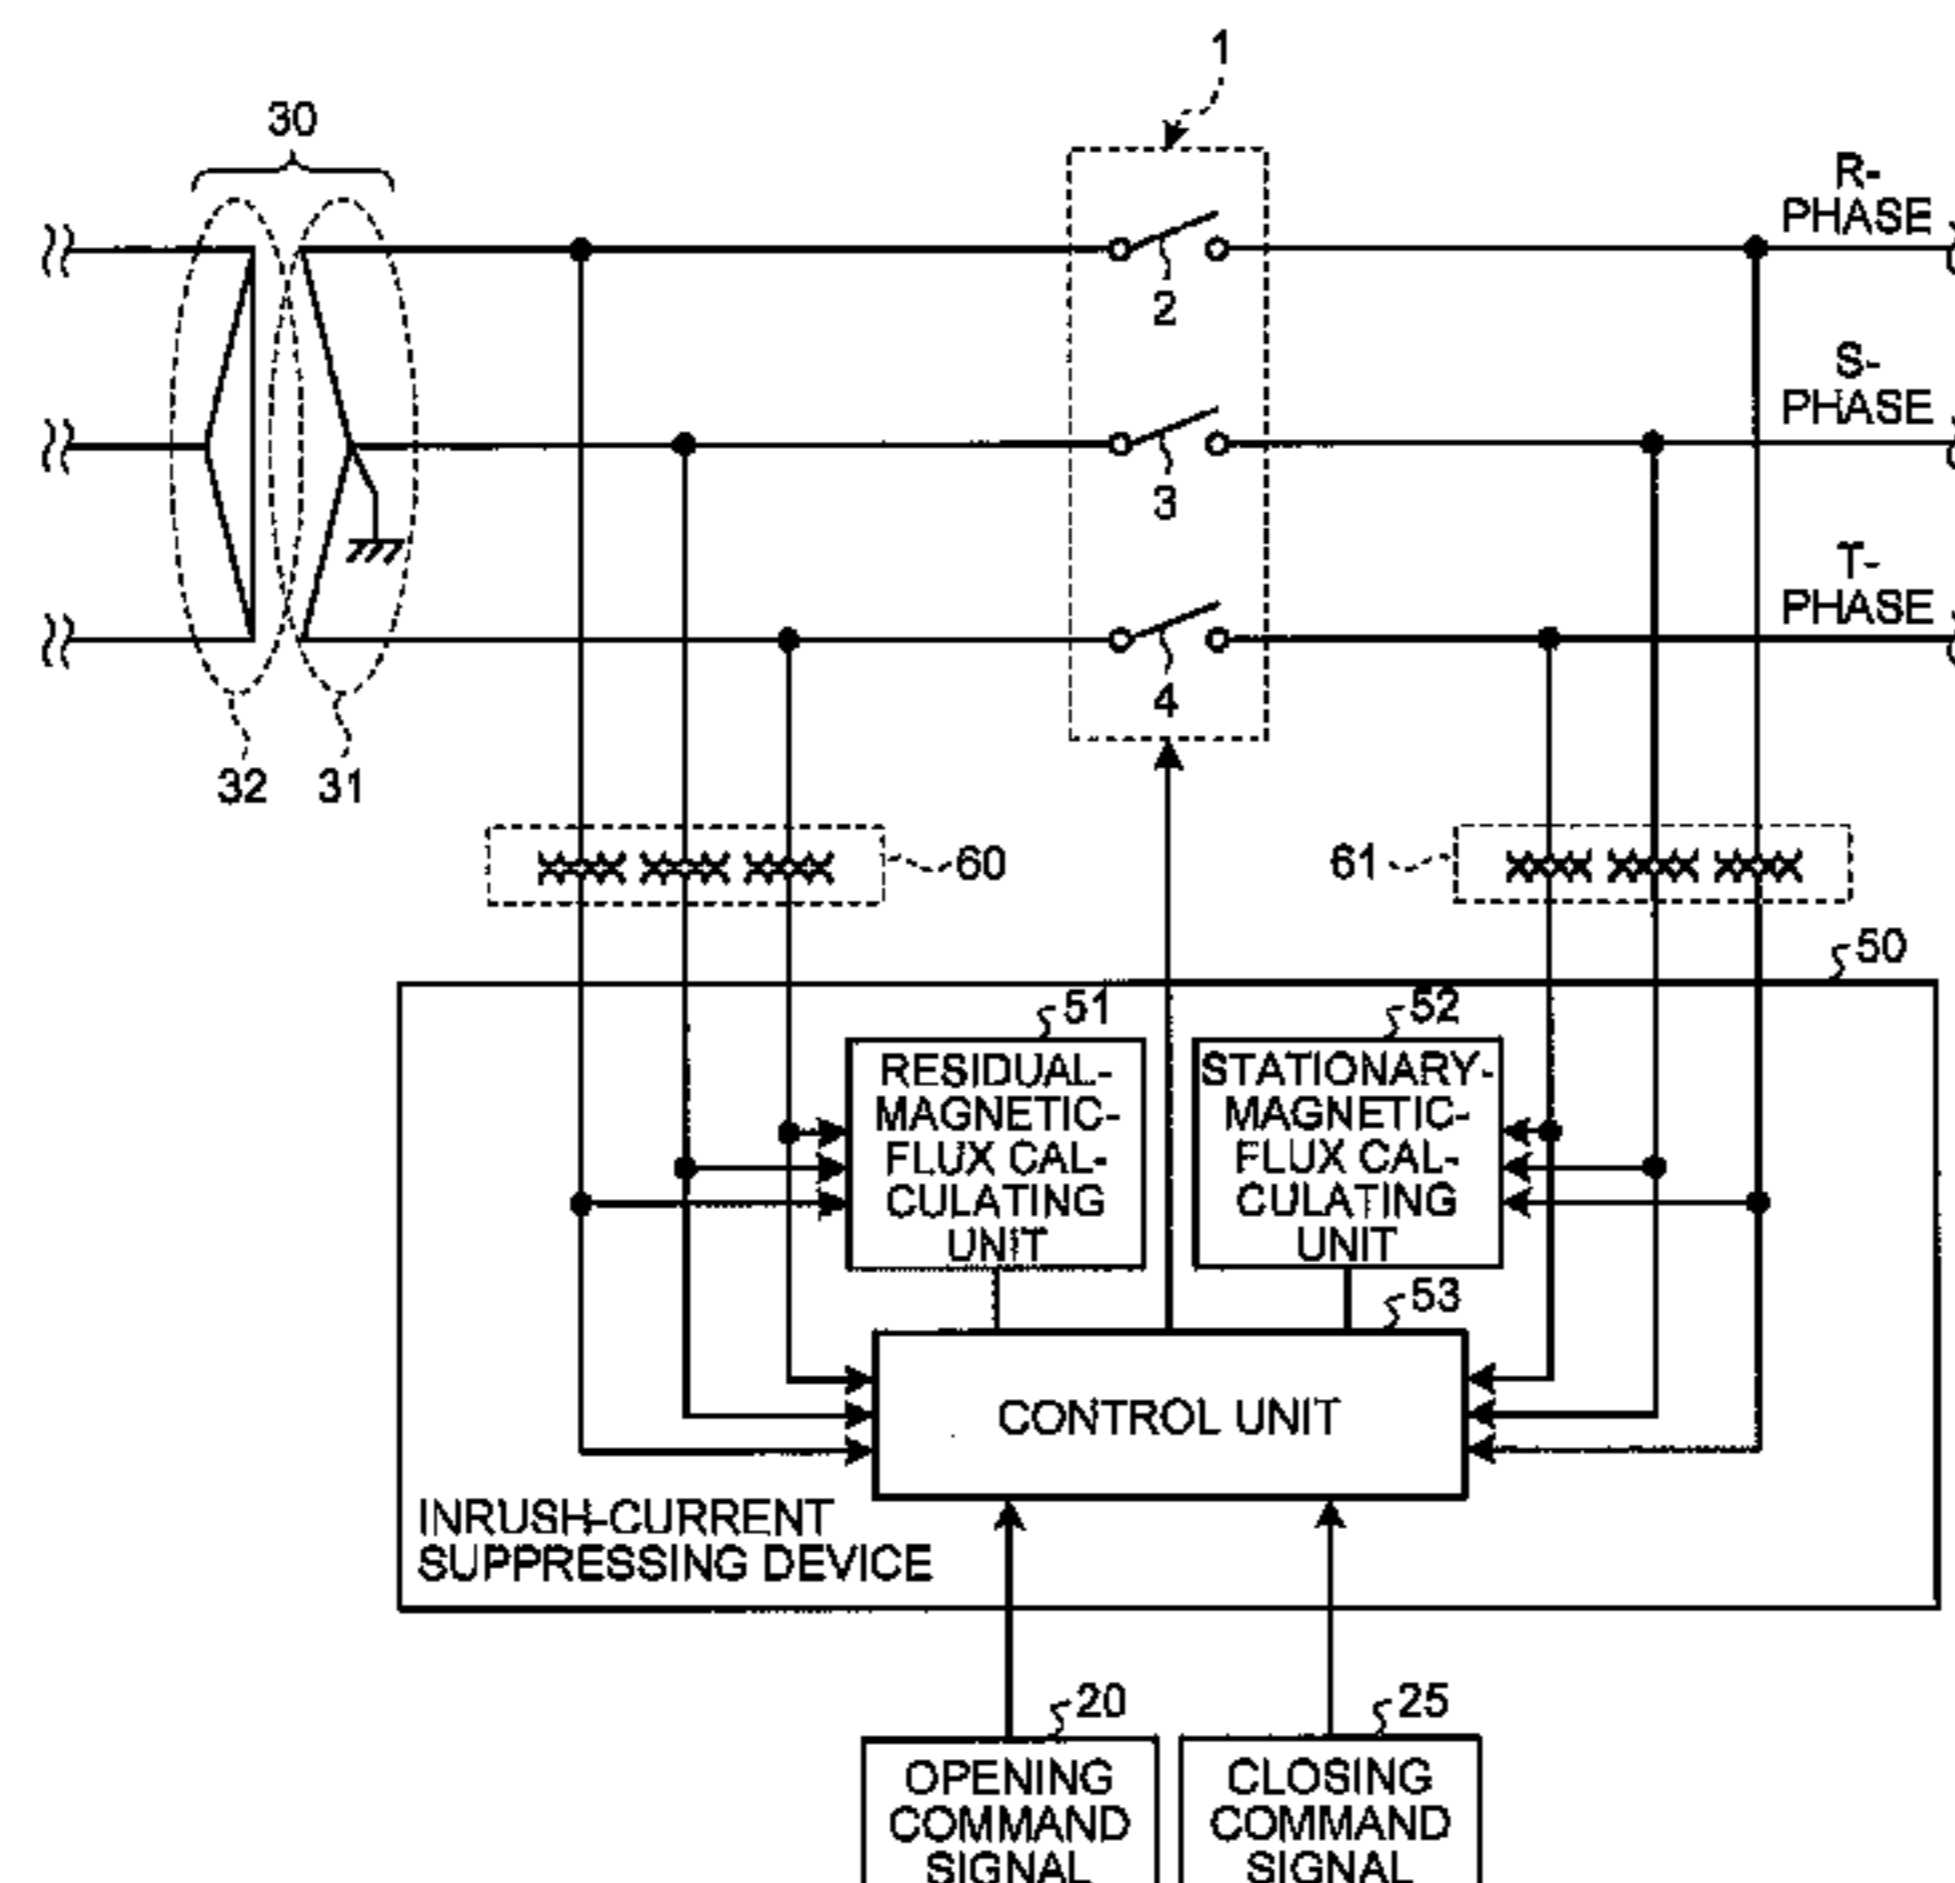 1
30
R-
PHASE
2
S-
PHASE
3
T-
PHASE
4
32
31
60
61
50
51
52
RESIDUAL-
MAGNETIC-
FLUX CAL-
CULATING
UNIT
STATIONARY-
MAGNETIC-
FLUX CAL-
CULATING
UNIT
53
CONTROL UNIT
INRUSH-CURRENT
SUPPRESSING DEVICE
20
25
OPENING
COMMAND
SIGNAL
CLOSING
COMMAND
SIGNAL